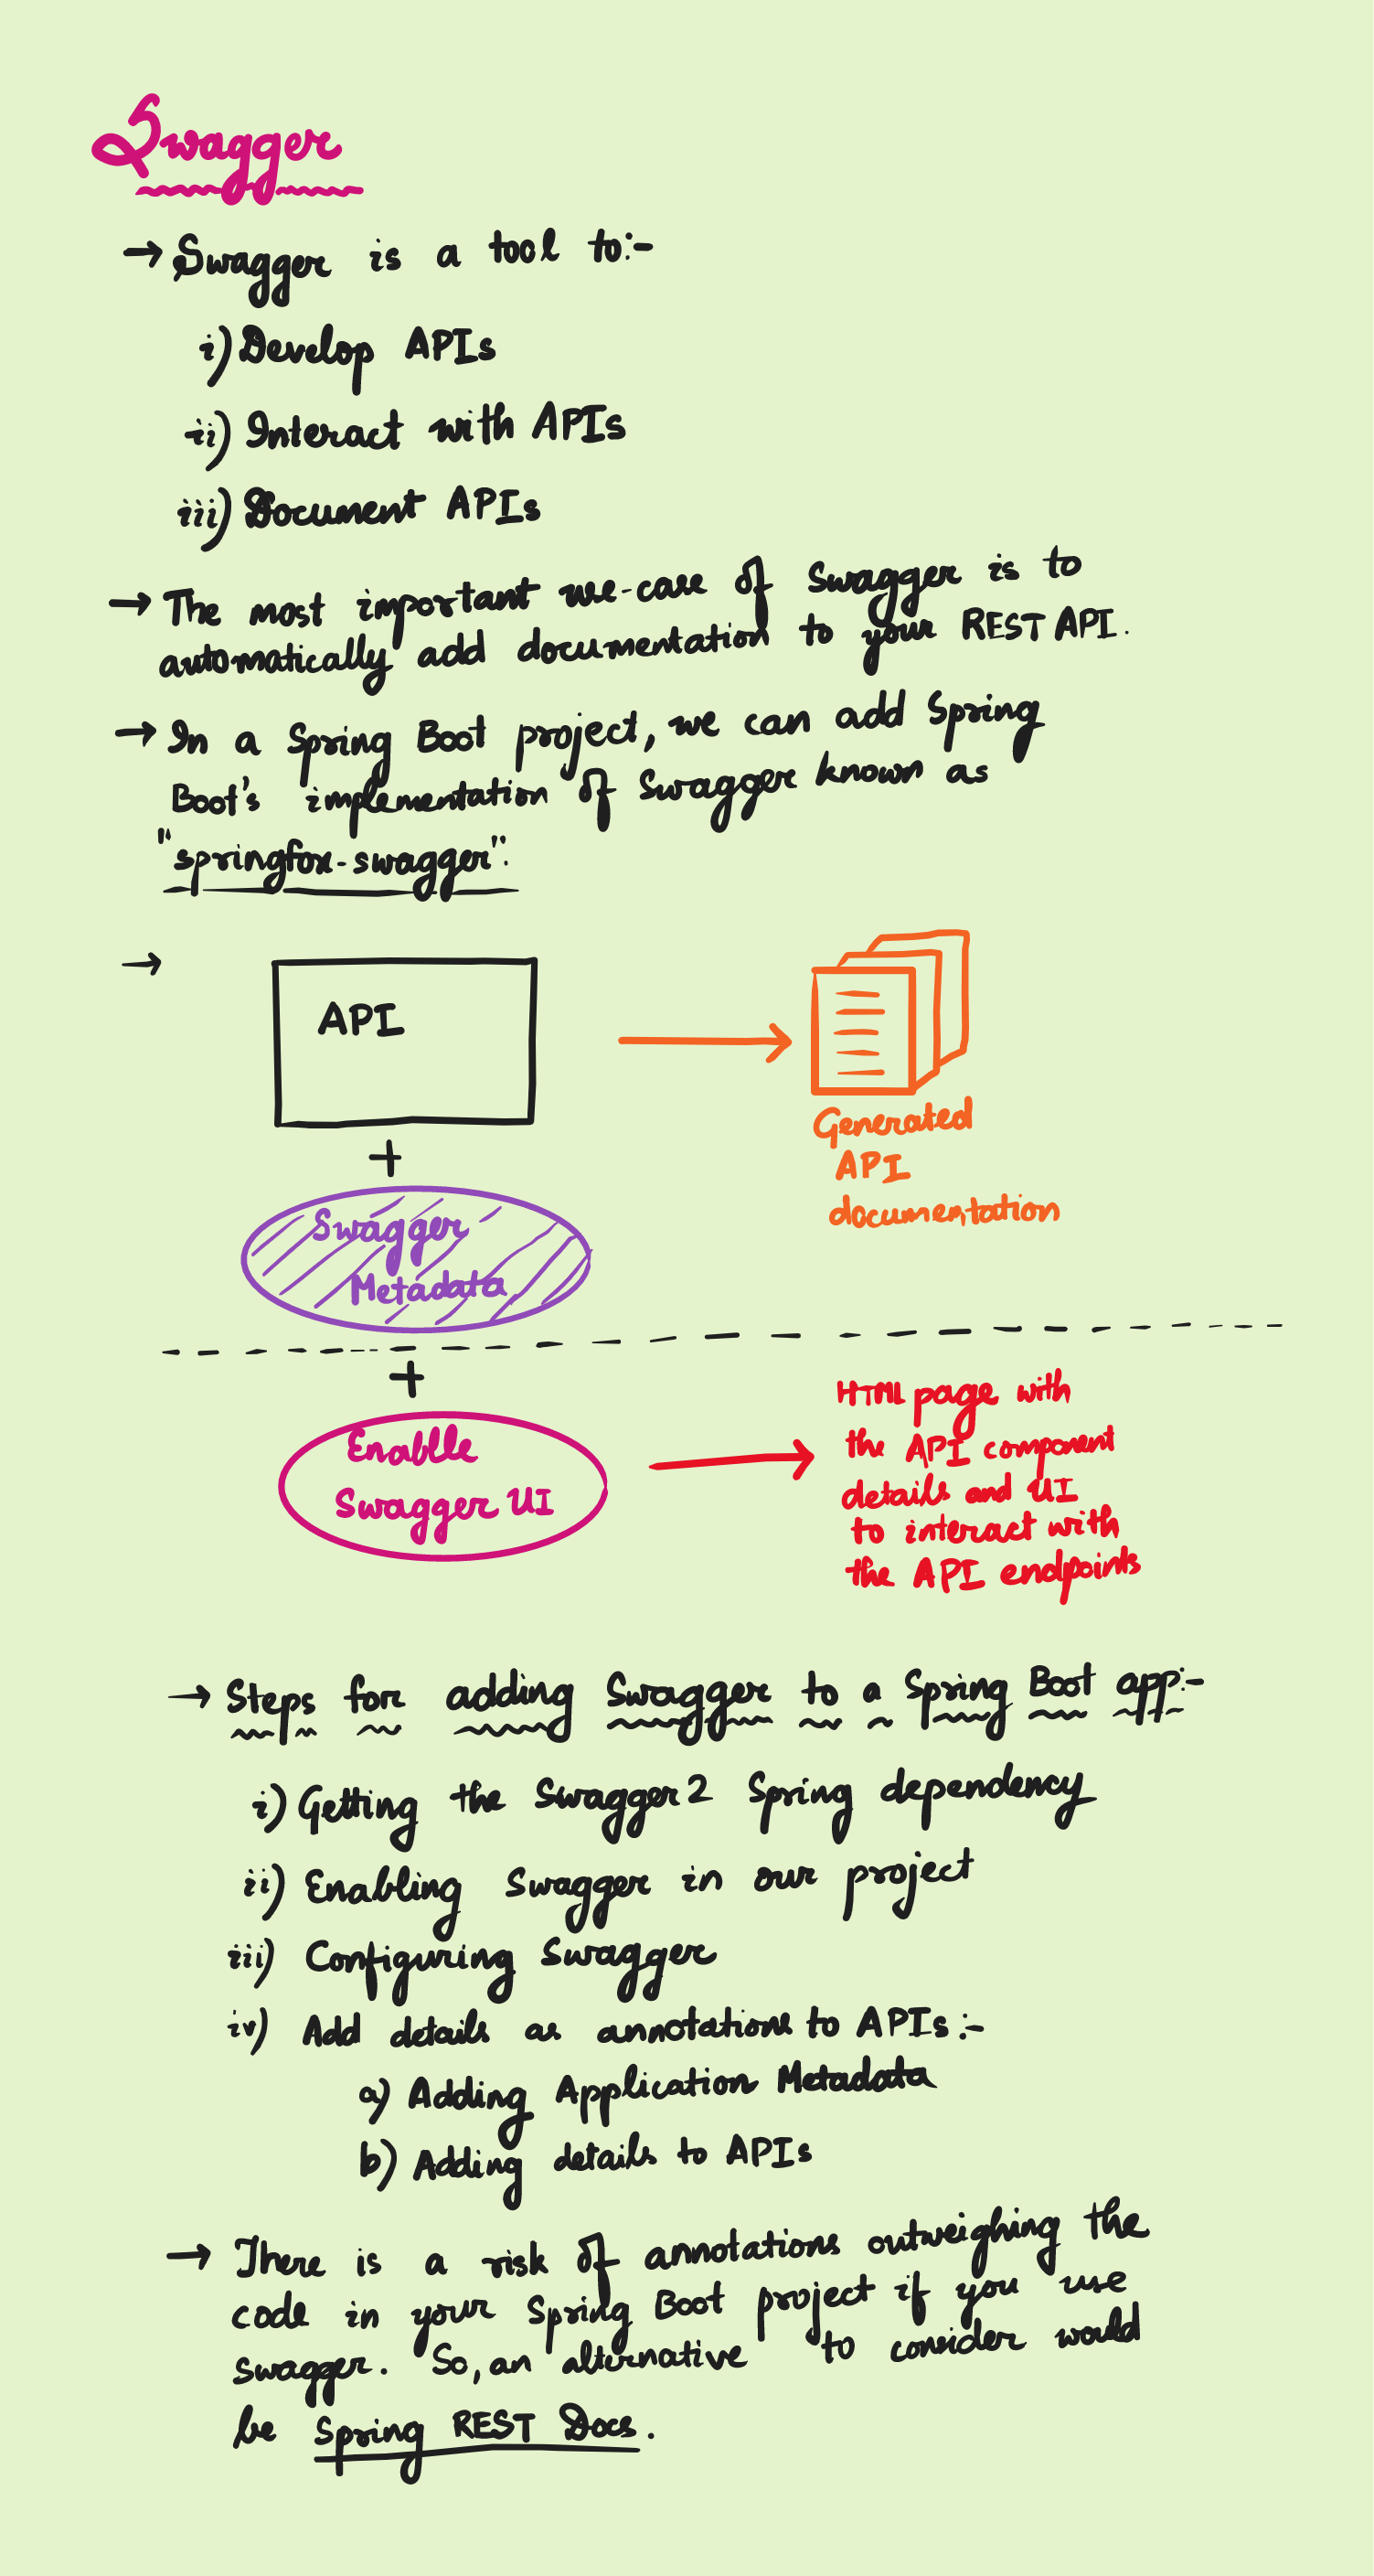 Swagger
→ Swagger is a tool to:-
i) Develop APIs
ii) Interact with APIs
iii) Document APIs
→ The most important use-case of Swagger is to
automatically add documentation to your REST API.
→ In a Spring Boot project, we can add Spring
Boot's implementation of Swagger known as
"springfox-swagger".
→
API
+
Swagger
Metadata
Generated
API
documentation
+
Enable
Swagger UI
HTML page with
the API component
details and UI
to interact with
the API endpoints
→ Steps for adding Swagger to a Spring Boot app:-
i) Getting the Swagger2 Spring dependency
ii) Enabling Swagger in our project
iii) Configuring Swagger
iv) Add details as annotations to APIs:-
a) Adding Application Metadata
b) Adding details to APIs
→ There is a risk of annotations outweighing the
code in your Spring Boot project if you use
swagger. So, an alternative to consider would
be Spring REST Docs.